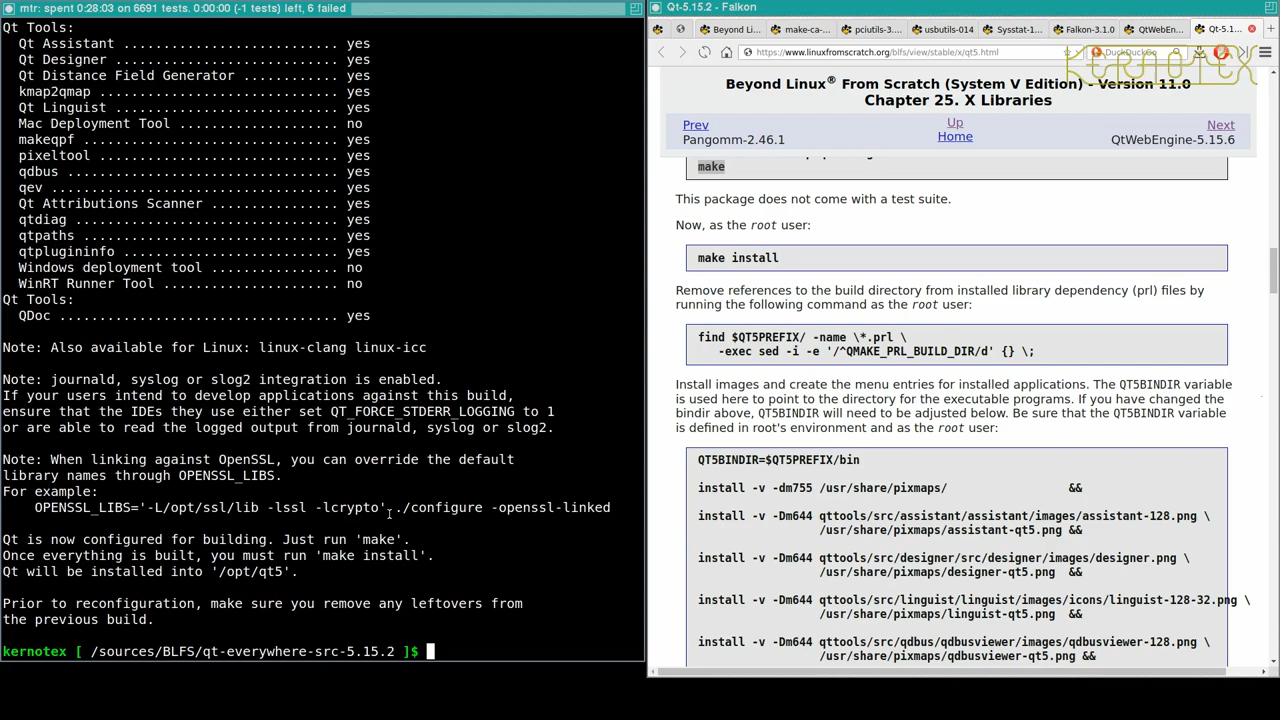 mtr: spent 0:28:03 on 6691 tests. 0:00:00 (-1 tests) left, 6 failed
Qt Tools:
Qt Assistant ............................ yes
Qt Designer ............................. yes
Qt Distance Field Generator ............. yes
kmap2qmap ............................... yes
Qt Linguist ............................. yes
Mac Deployment Tool ..................... no
makeqpf ................................. yes
pixeltool ............................... yes
qdbus ................................... yes
qev ..................................... yes
Qt Attributions Scanner ................. yes
qtdiag .................................. yes
qtpaths ................................. yes
qtplugininfo ............................ yes
Windows deployment tool ................. no
WinRT Runner Tool ....................... no
Qt Tools:
QDoc .................................... yes
Note: Also available for Linux: linux-clang linux-icc
Note: journald, syslog or slog2 integration is enabled.
If your users intend to develop applications against this build,
ensure that the IDEs they use either set QT_FORCE_STDERR_LOGGING to 1
or are able to read the logged output from journald, syslog or slog2.
Note: When linking against OpenSSL, you can override the default
library names through OPENSSL_LIBS.
For example:
OPENSSL_LIBS='-L/opt/ssl/lib -lssl -lcrypto' ./configure -openssl-linked
Qt is now configured for building. Just run 'make'.
Once everything is built, you must run 'make install'.
Qt will be installed into '/opt/qt5'.
Prior to reconfiguration, make sure you remove any leftovers from
the previous build.
kernotex [ /sources/BLFS/qt-everywhere-src-5.15.2 ]$
Qt-5.15.2 - Falkon
Beyond Li... make-ca-... pciutils-3... usbutils-014 Sysstat-1... Falkon-3.1.0 QtWebEn... Qt-5.1...
https://www.linuxfromscratch.org/blfs/view/stable/x/qt5.html DuckDuckGo
KERNOTEX
Beyond Linux® From Scratch (System V Edition) - Version 11.0
Chapter 25. X Libraries
Prev Up Next
Pangomm-2.46.1 Home QtWebEngine-5.15.6
make
This package does not come with a test suite.
Now, as the root user:
make install
Remove references to the build directory from installed library dependency (prl) files by
running the following command as the root user:
find $QT5PREFIX/ -name \*.prl \
-exec sed -i -e '/^QMAKE_PRL_BUILD_DIR/d' {} \;
Install images and create the menu entries for installed applications. The QT5BINDIR variable
is used here to point to the directory for the executable programs. If you have changed the
bindir above, QT5BINDIR will need to be adjusted below. Be sure that the QT5BINDIR variable
is defined in root's environment and as the root user:
QT5BINDIR=$QT5PREFIX/bin
install -v -dm755 /usr/share/pixmaps/ &&
install -v -Dm644 qttools/src/assistant/assistant/images/assistant-128.png \
/usr/share/pixmaps/assistant-qt5.png &&
install -v -Dm644 qttools/src/designer/src/designer/images/designer.png \
/usr/share/pixmaps/designer-qt5.png &&
install -v -Dm644 qttools/src/linguist/linguist/images/icons/linguist-128-32.png \
/usr/share/pixmaps/linguist-qt5.png &&
install -v -Dm644 qttools/src/qdbus/qdbusviewer/images/qdbusviewer-128.png \
/usr/share/pixmaps/qdbusviewer-qt5.png &&